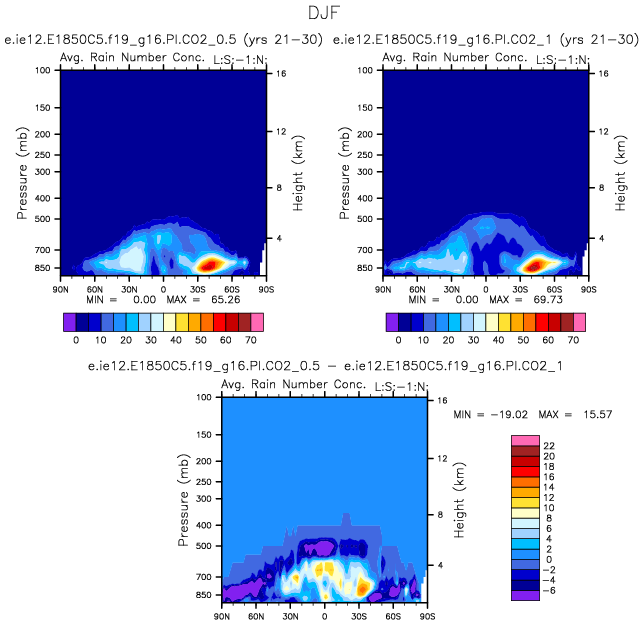 DJF
e.ie12.E1850C5.f19_g16.PI.CO2_0.5 (yrs 21-30)
e.ie12.E1850C5.f19_g16.PI.CO2_1 (yrs 21-30)
Avg. Rain Number Conc. L:S:-1:N:
Avg. Rain Number Conc. L:S:-1:N:
Pressure (mb)
100
150
200
250
300
400
500
700
850
16
12
8
4
Height (km)
90N 60N 30N 0 30S 60S 90S
MIN = 0.00 MAX = 65.26
0 10 20 30 40 50 60 70
Pressure (mb)
100
150
200
250
300
400
500
700
850
16
12
8
4
Height (km)
90N 60N 30N 0 30S 60S 90S
MIN = 0.00 MAX = 69.73
0 10 20 30 40 50 60 70
e.ie12.E1850C5.f19_g16.PI.CO2_0.5 - e.ie12.E1850C5.f19_g16.PI.CO2_1
Avg. Rain Number Conc. L:S:-1:N:
Pressure (mb)
100
150
200
250
300
400
500
700
850
16
12
8
4
Height (km)
90N 60N 30N 0 30S 60S 90S
MIN = -19.02 MAX = 15.57
22
20
18
16
14
12
10
8
6
4
2
0
-2
-4
-6